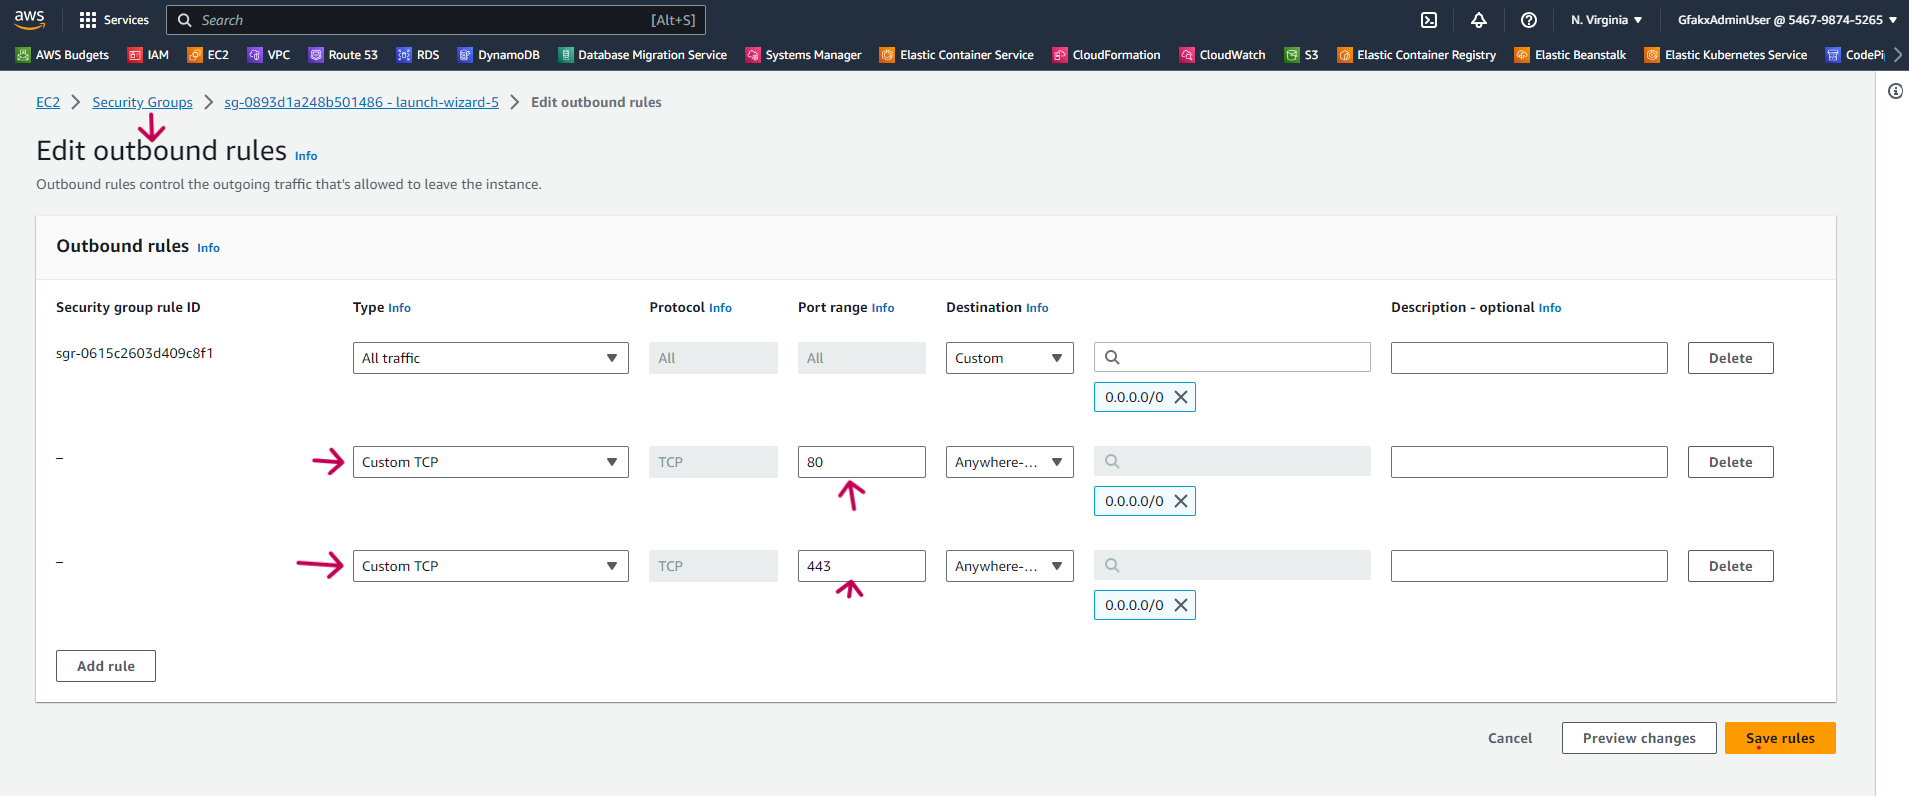 aws Services Search [Alt+S] N. Virginia GfakxAdminUser @ 5467-9874-5265
AWS Budgets IAM EC2 VPC Route 53 RDS DynamoDB Database Migration Service Systems Manager Elastic Container Service CloudFormation CloudWatch S3 Elastic Container Registry Elastic Beanstalk Elastic Kubernetes Service CodePi
EC2 Security Groups sg-0893d1a248b501486 - launch-wizard-5 Edit outbound rules
Edit outbound rules Info
Outbound rules control the outgoing traffic that's allowed to leave the instance.
Outbound rules Info
Security group rule ID Type Info Protocol Info Port range Info Destination Info Description - optional Info
sgr-0615c2603d409c8f1 All traffic All All Custom Delete
0.0.0.0/0
– Custom TCP TCP 80 Anywhere-... Delete
0.0.0.0/0
– Custom TCP TCP 443 Anywhere-... Delete
0.0.0.0/0
Add rule
Cancel Preview changes Save rules